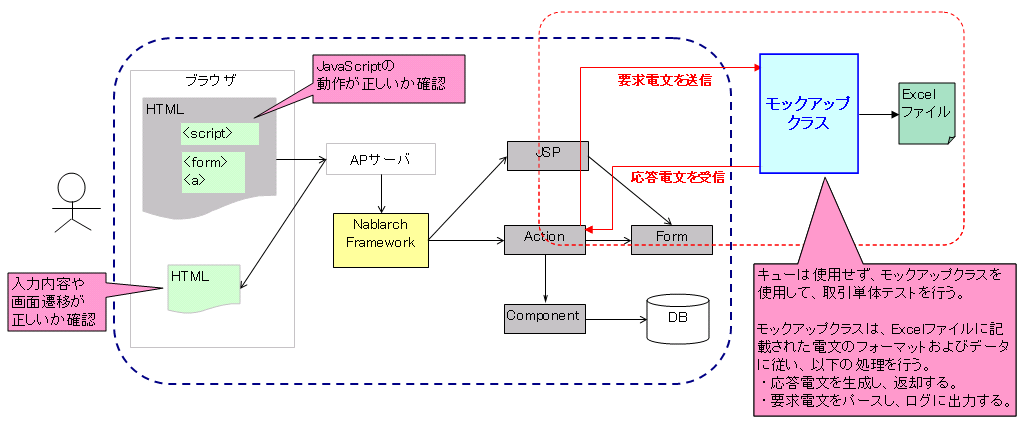 JavaScriptの
動作が正しいか確認
ブラウザ
HTML
<script>
<form>
<a>
APサーバ
Nablarch
Framework
JSP
Action
Form
Component
DB
HTML
入力内容や
画面遷移が
正しいか確認
要求電文を送信
応答電文を受信
モックアップ
クラス
Excel
ファイル
キューは使用せず、モックアップクラスを
使用して、取引単体テストを行う。
モックアップクラスは、Excelファイルに記
載された電文のフォーマットおよびデータ
に従い、以下の処理を行う。
・応答電文を生成し、返却する。
・要求電文をパースし、ログに出力する。